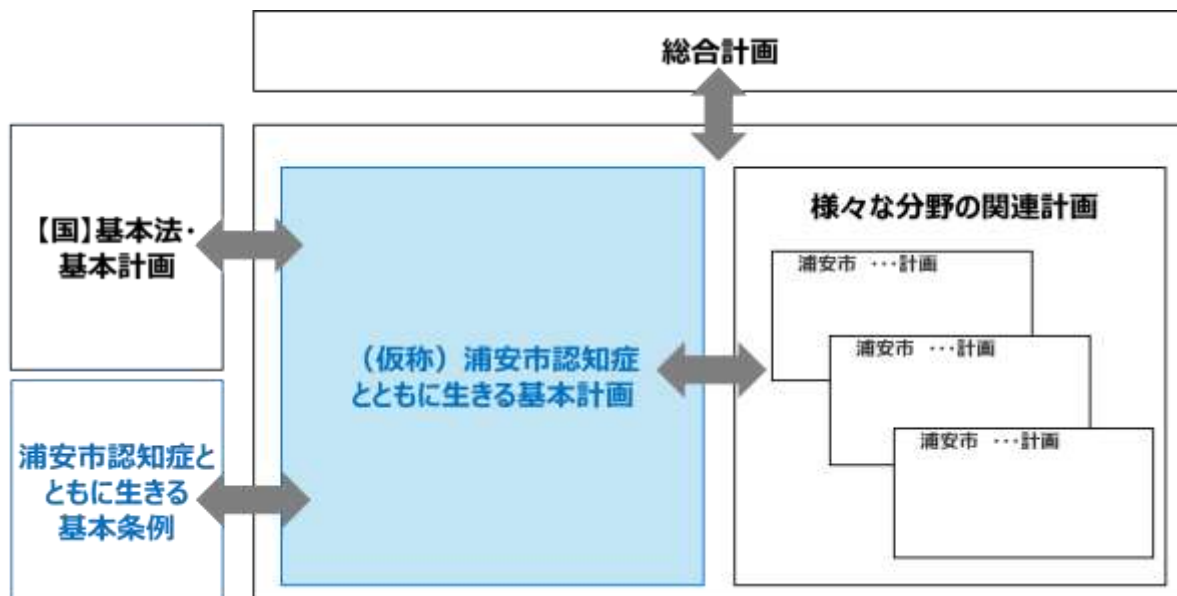 総合計画
【国】基本法・
基本計画
浦安市認知症と
ともに生きる
基本条例
（仮称）浦安市認知症
とともに生きる基本計画
様々な分野の関連計画
浦安市 ･･･計画
浦安市 ･･･計画
浦安市 ･･･計画